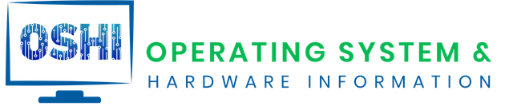 OSHI
OPERATING SYSTEM &
HARDWARE INFORMATION